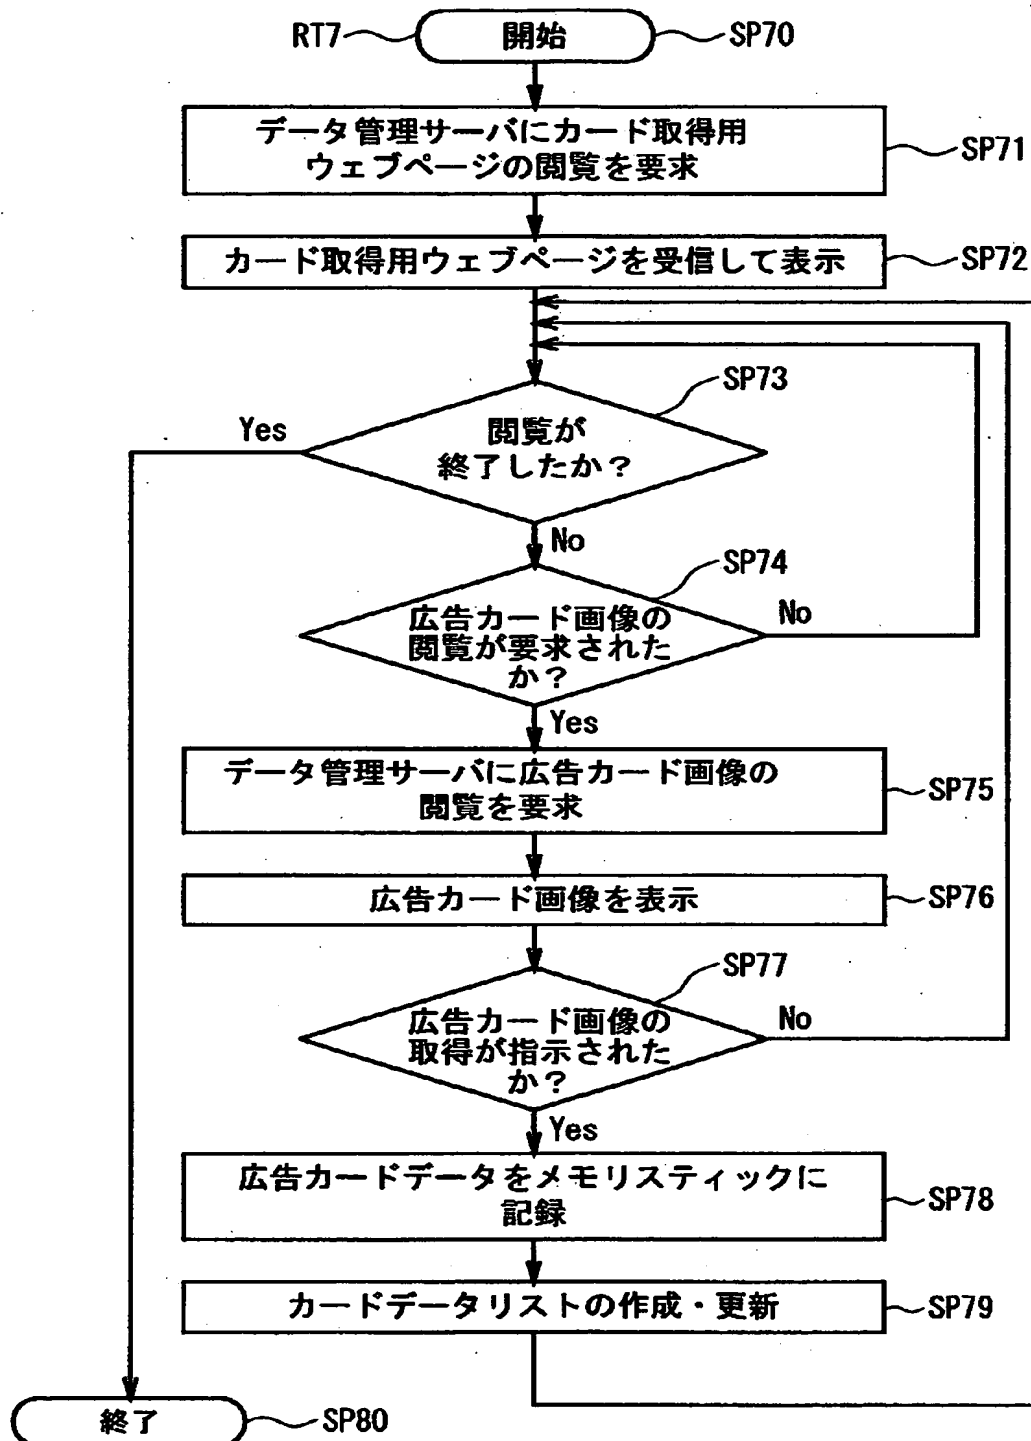 RT7
開始
SP70
データ管理サーバにカード取得用
ウェブページの閲覧を要求
SP71
カード取得用ウェブページを受信して表示
SP72
SP73
Yes
閲覧が
終了したか？
No
SP74
広告カード画像の
閲覧が要求された
か？
No
Yes
データ管理サーバに広告カード画像の
閲覧を要求
SP75
広告カード画像を表示
SP76
SP77
広告カード画像の
取得が指示された
か？
No
Yes
広告カードデータをメモリスティックに
記録
SP78
カードデータリストの作成・更新
SP79
終了
SP80